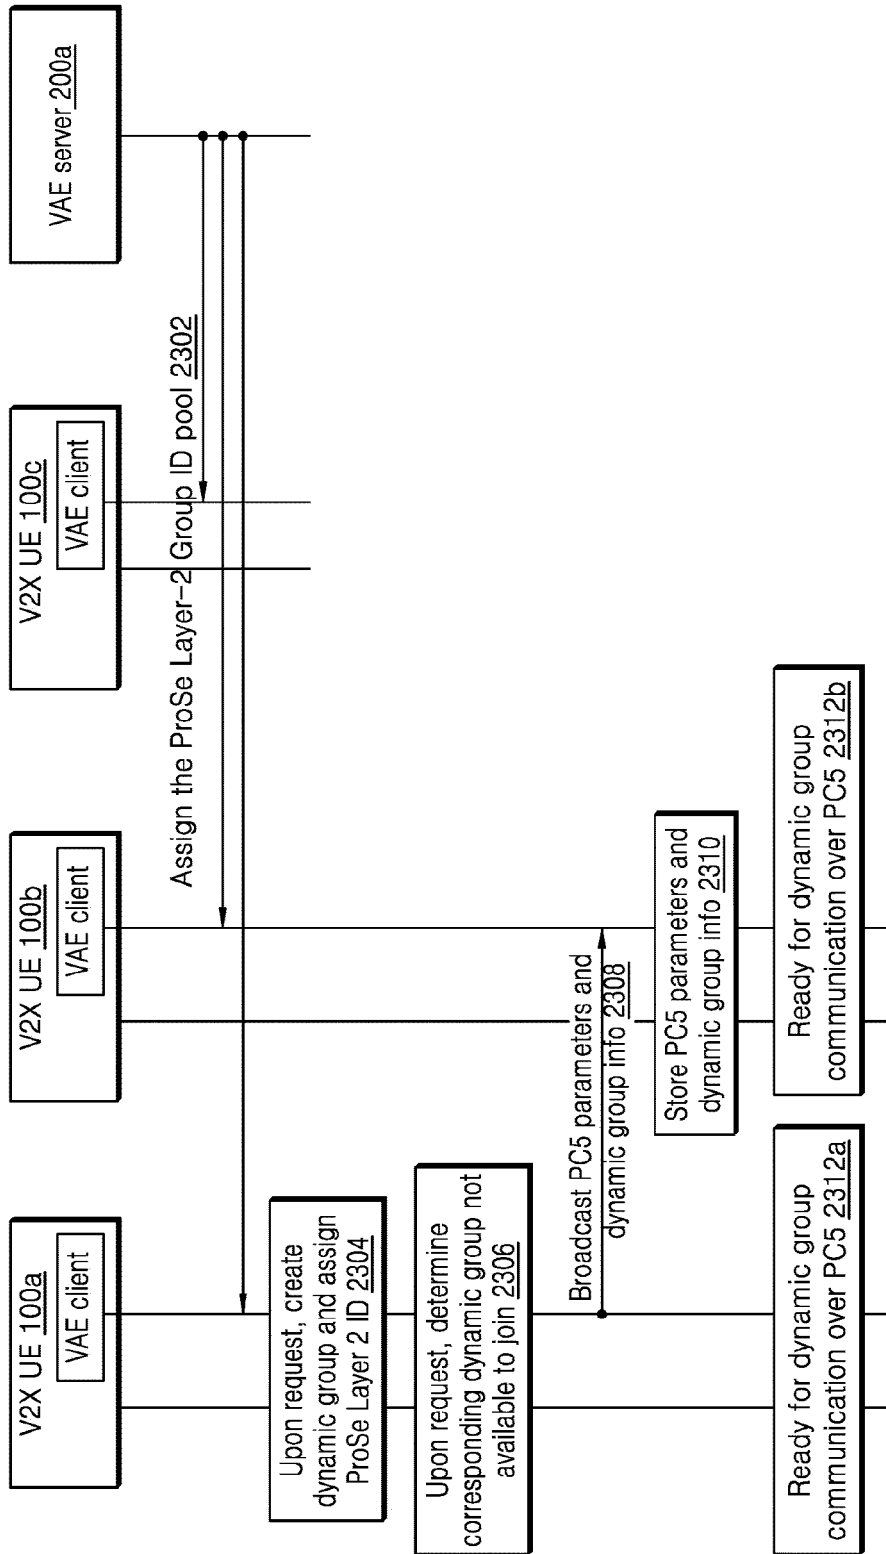 V2X UE 100a
VAE client
V2X UE 100b
VAE client
V2X UE 100c
VAE client
VAE server 200a
Assign the ProSe Layer-2 Group ID pool 2302
Upon request, create
dynamic group and assign
ProSe Layer 2 ID 2304
Upon request, determine
corresponding dynamic group not
available to join 2306
Broadcast PC5 parameters and
dynamic group info 2308
Store PC5 parameters and
dynamic group info 2310
Ready for dynamic group
communication over PC5 2312a
Ready for dynamic group
communication over PC5 2312b